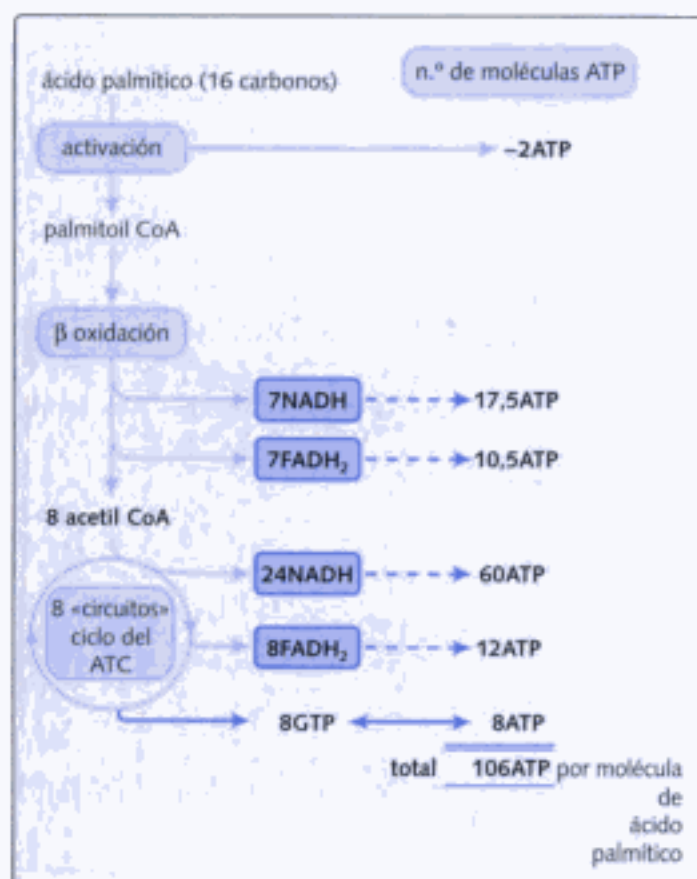 ácido palmítico (16 carbonos)
n.º de moléculas ATP
activación
–2ATP
palmitoil CoA
β oxidación
7NADH
17,5ATP
7FADH₂
10,5ATP
8 acetil CoA
24NADH
60ATP
8 «circuitos»
ciclo del
ATC
8FADH₂
12ATP
8GTP
8ATP
total 106ATP por molécula
de
ácido
palmítico